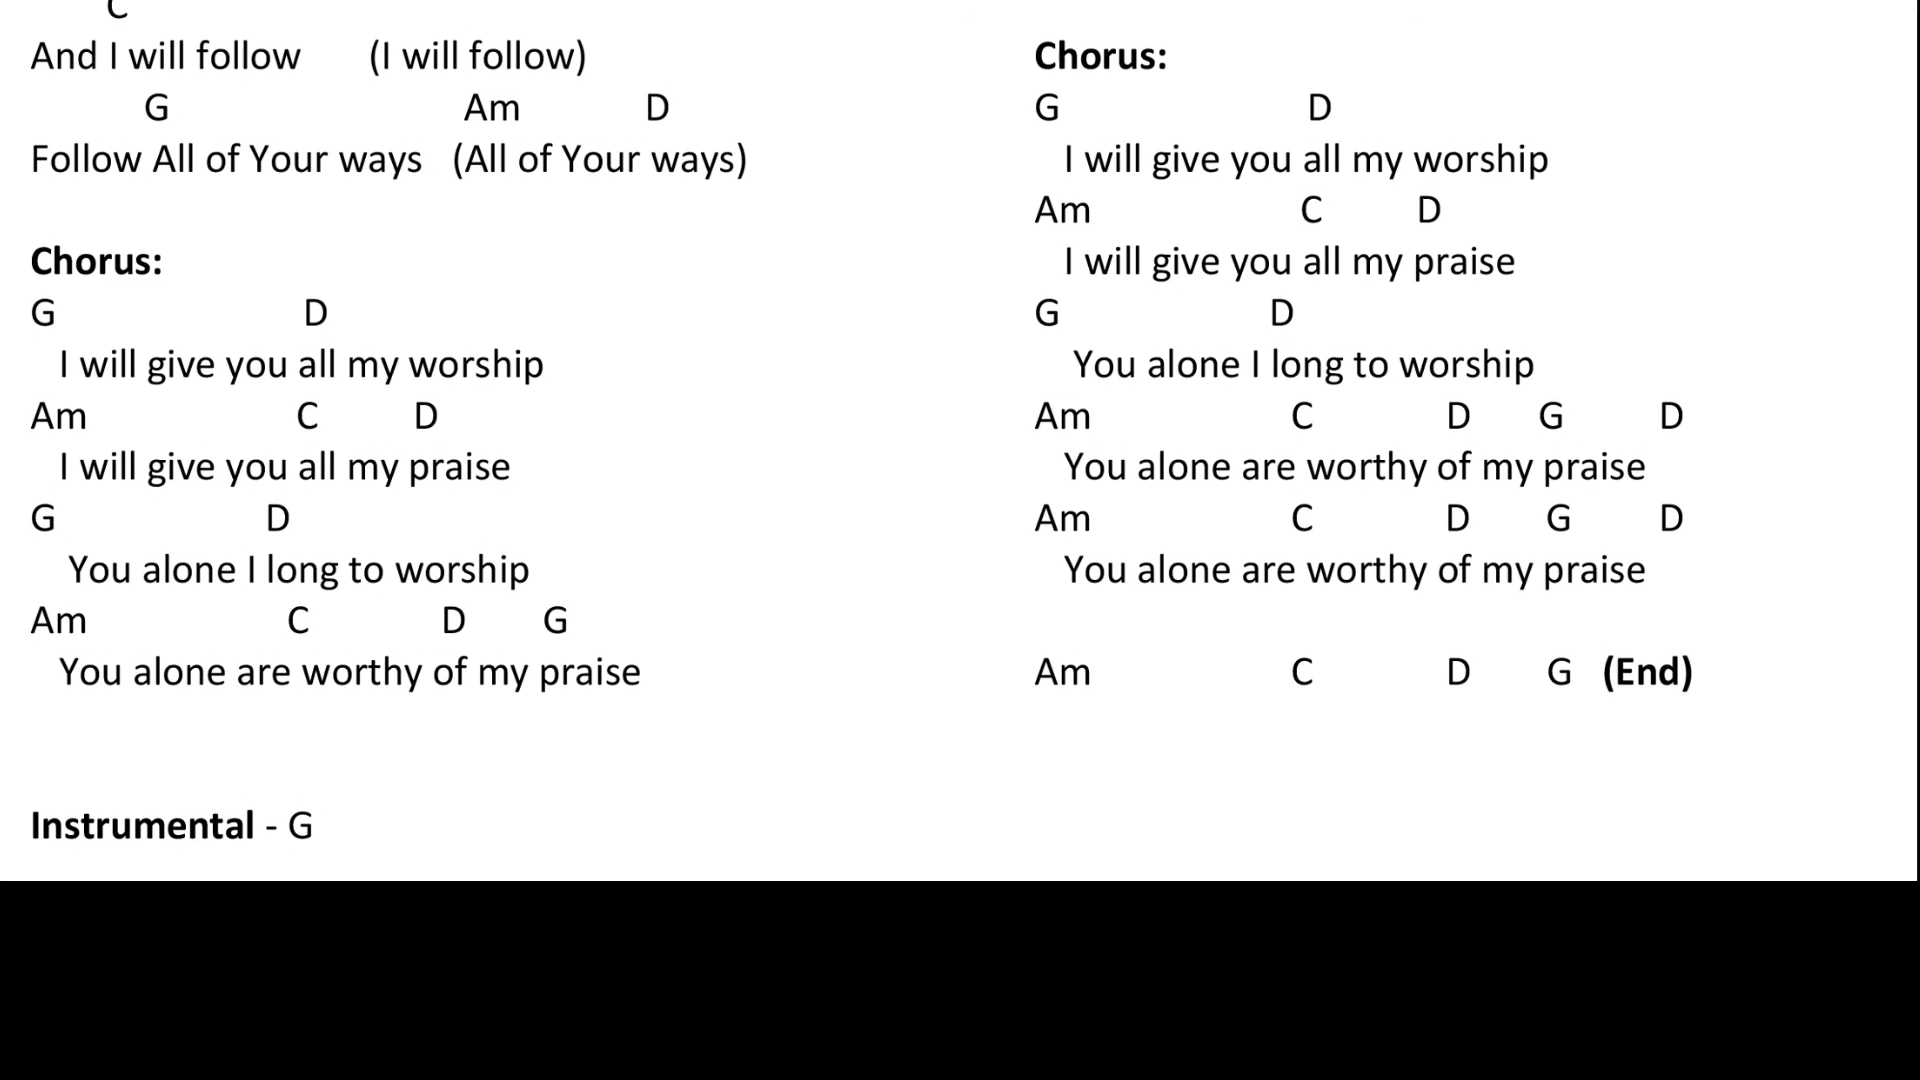 C
And I will follow (I will follow)
G Am D
Follow All of Your ways (All of Your ways)
Chorus:
G D
I will give you all my worship
Am C D
I will give you all my praise
G D
You alone I long to worship
Am C D G
You alone are worthy of my praise
Instrumental - G
Chorus:
G D
I will give you all my worship
Am C D
I will give you all my praise
G D
You alone I long to worship
Am C D G D
You alone are worthy of my praise
Am C D G D
You alone are worthy of my praise
Am C D G (End)